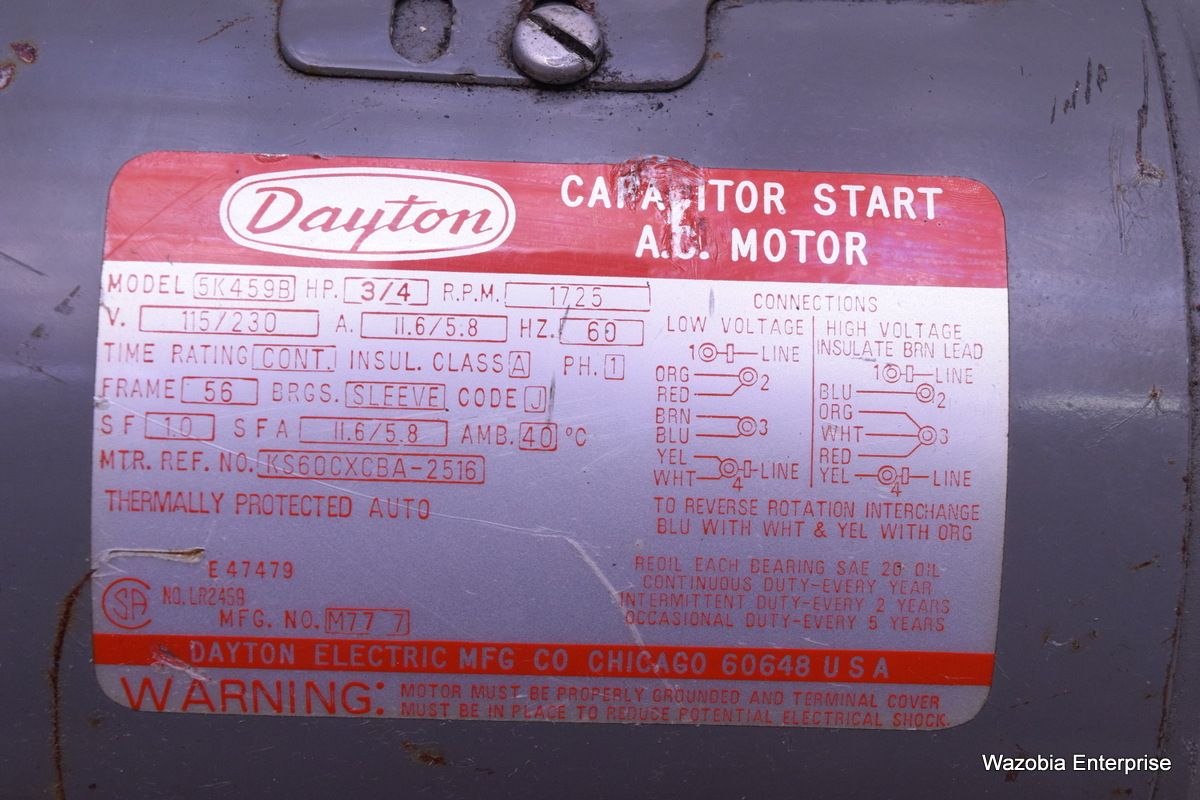 Dayton
CAPACITOR START
A.C. MOTOR
MODEL 5K459B HP. 3/4 R.P.M. 1725
V. 115/230 A. 11.6/5.8 HZ. 60
TIME RATING CONT. INSUL. CLASS A PH. 1
FRAME 56 BRGS. SLEEVE CODE J
SF 1.0 SFA 11.6/5.8 AMB. 40 °C
MTR. REF. NO. KS60CXCBA-2516
THERMALLY PROTECTED AUTO
E 47479
SA NO. LR2459
MFG. NO. M77 7
CONNECTIONS
LOW VOLTAGE
1 LINE
ORG
RED 2
BRN
BLU 3
YEL
WHT 4 LINE
HIGH VOLTAGE
INSULATE BRN LEAD
1 LINE
BLU 2
ORG
WHT 3
RED
YEL 4 LINE
TO REVERSE ROTATION INTERCHANGE
BLU WITH WHT & YEL WITH ORG
REOIL EACH BEARING SAE 20 OIL
CONTINUOUS DUTY-EVERY YEAR
INTERMITTENT DUTY-EVERY 2 YEARS
OCCASIONAL DUTY-EVERY 5 YEARS
DAYTON ELECTRIC MFG CO CHICAGO 60648 USA
WARNING: MOTOR MUST BE PROPERLY GROUNDED AND TERMINAL COVER
MUST BE IN PLACE TO REDUCE POTENTIAL ELECTRICAL SHOCK.
Wazobia Enterprise